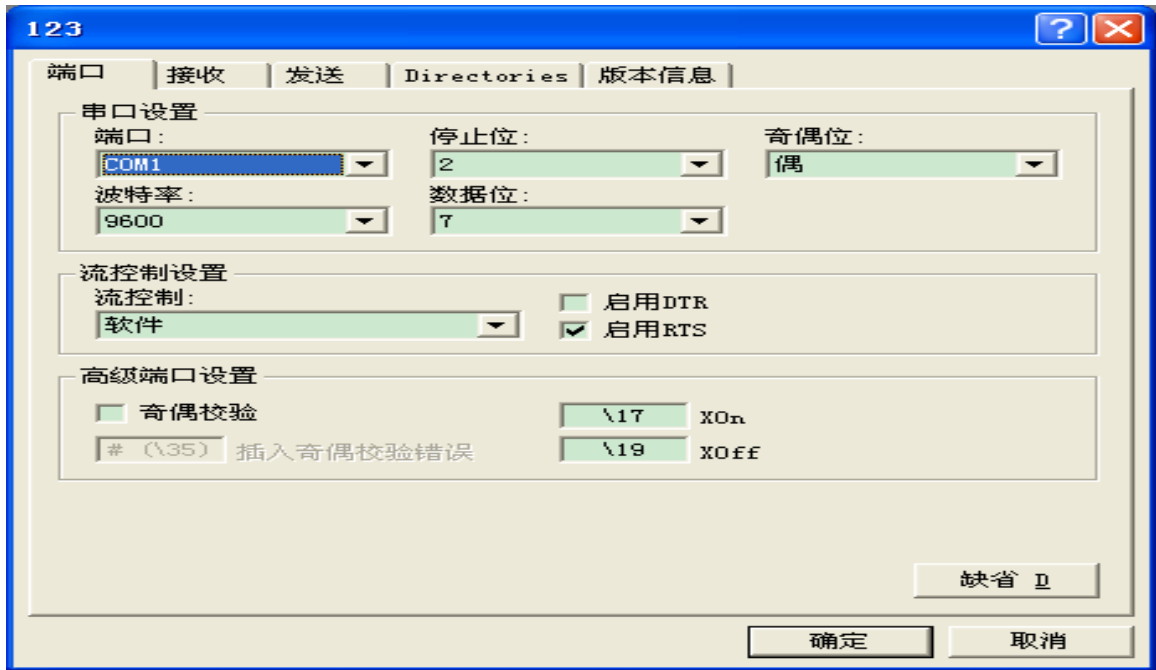 123
端口 接收 发送 Directories 版本信息
串口设置
端口: 停止位: 奇偶位:
COM1 2 偶
波特率: 数据位:
9600 7
流控制设置
流控制:
软件
启用DTR
启用RTS
高级端口设置
奇偶校验 \17 XOn
# (\35) 插入奇偶校验错误 \19 XOff
缺省 D
确定 取消